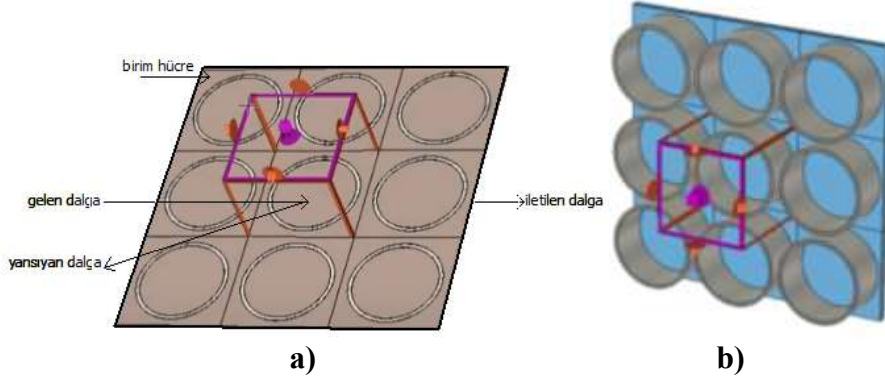 birim hücre
gelen dalga
iletilen dalga
yansıyan dalga
a)
b)